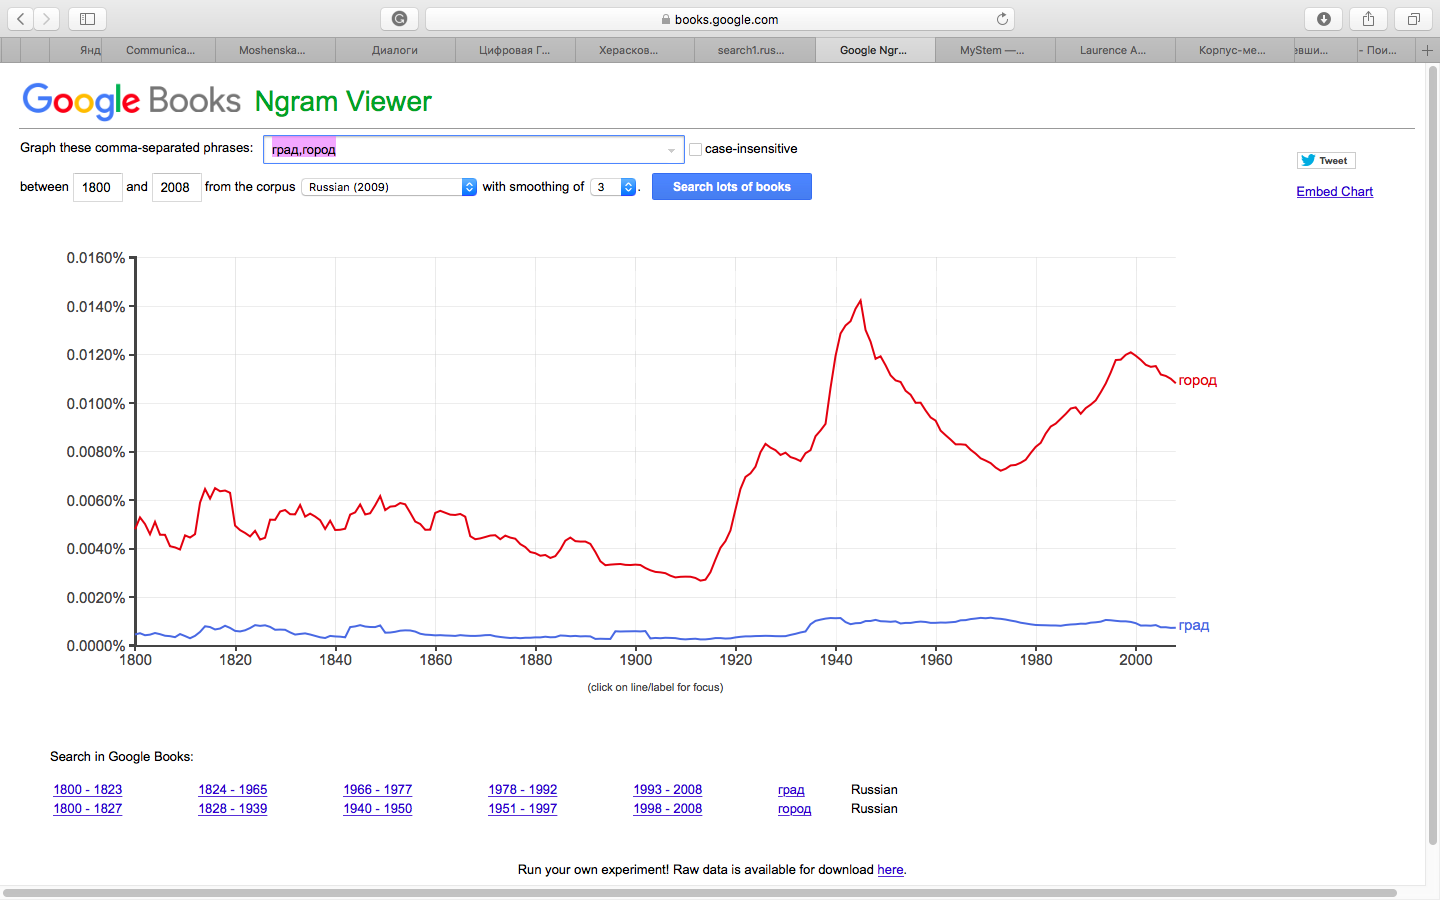 books.google.com
Янд Communica... Moshenska... Диалоги Цифровая Г... Херасков... search1.rus... Google Ngr... MyStem —... Laurence A... Корпус-ме... евши... - Пои...
Google Books Ngram Viewer
Graph these comma-separated phrases: град,город case-insensitive
Tweet
between 1800 and 2008 from the corpus Russian (2009) with smoothing of 3 . Search lots of books
Embed Chart
0.0160%
0.0140%
0.0120%
0.0100%
0.0080%
0.0060%
0.0040%
0.0020%
0.0000%
город
град
1800 1820 1840 1860 1880 1900 1920 1940 1960 1980 2000
(click on line/label for focus)
Search in Google Books:
1800 - 1823 1824 - 1965 1966 - 1977 1978 - 1992 1993 - 2008 град Russian
1800 - 1827 1828 - 1939 1940 - 1950 1951 - 1997 1998 - 2008 город Russian
Run your own experiment! Raw data is available for download here.